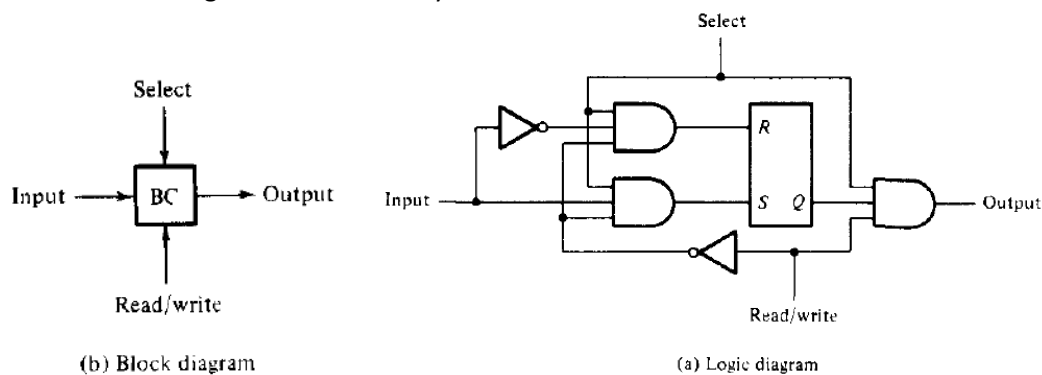 Select
Input
BC
Output
Read/write
(b) Block diagram
Select
R
Input
S Q
Output
Read/write
(a) Logic diagram